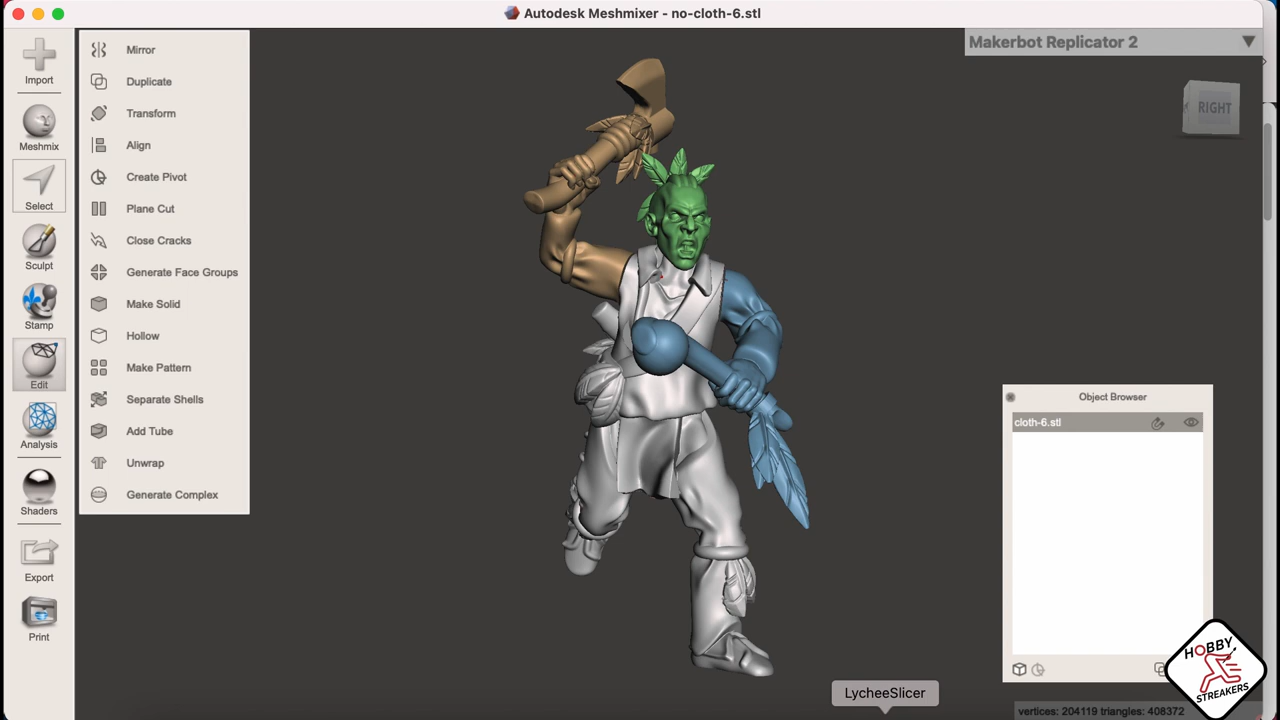 Autodesk Meshmixer - no-cloth-6.stl
Import
Meshmix
Select
Sculpt
Stamp
Edit
Analysis
Shaders
Export
Print
Mirror
Duplicate
Transform
Align
Create Pivot
Plane Cut
Close Cracks
Generate Face Groups
Make Solid
Hollow
Make Pattern
Separate Shells
Add Tube
Unwrap
Generate Complex
Makerbot Replicator 2
RIGHT
Object Browser
cloth-6.stl
HOBBY
STREAKERS
LycheeSlicer
vertices: 204119 triangles: 408372